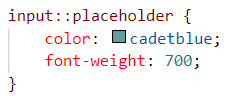 input::placeholder {
    color: cadetblue;
    font-weight: 700;
}